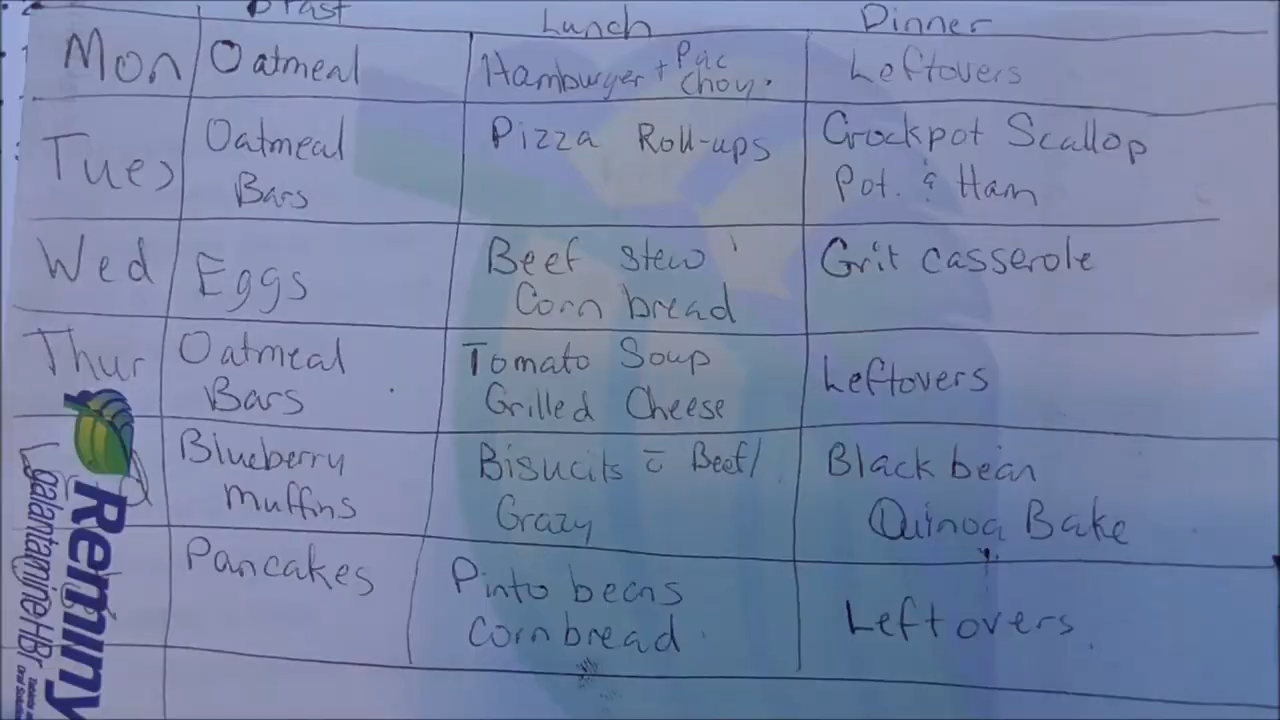 Lunch Dinner
Mon Oatmeal Hamburger + Pac Choy. Leftovers
Tues Oatmeal Bars Pizza Roll-ups Crockpot Scallop Pot. & Ham
Wed Eggs Beef stew Corn bread Grit casserole
Thur Oatmeal Bars Tomato Soup Grilled Cheese Leftovers
Blueberry muffins Bisucits c̄ Beef/ Grazy Black bean Quinoa Bake
Pancakes Pinto beans Cornbread Leftovers
Reminyl
galantamine HBr